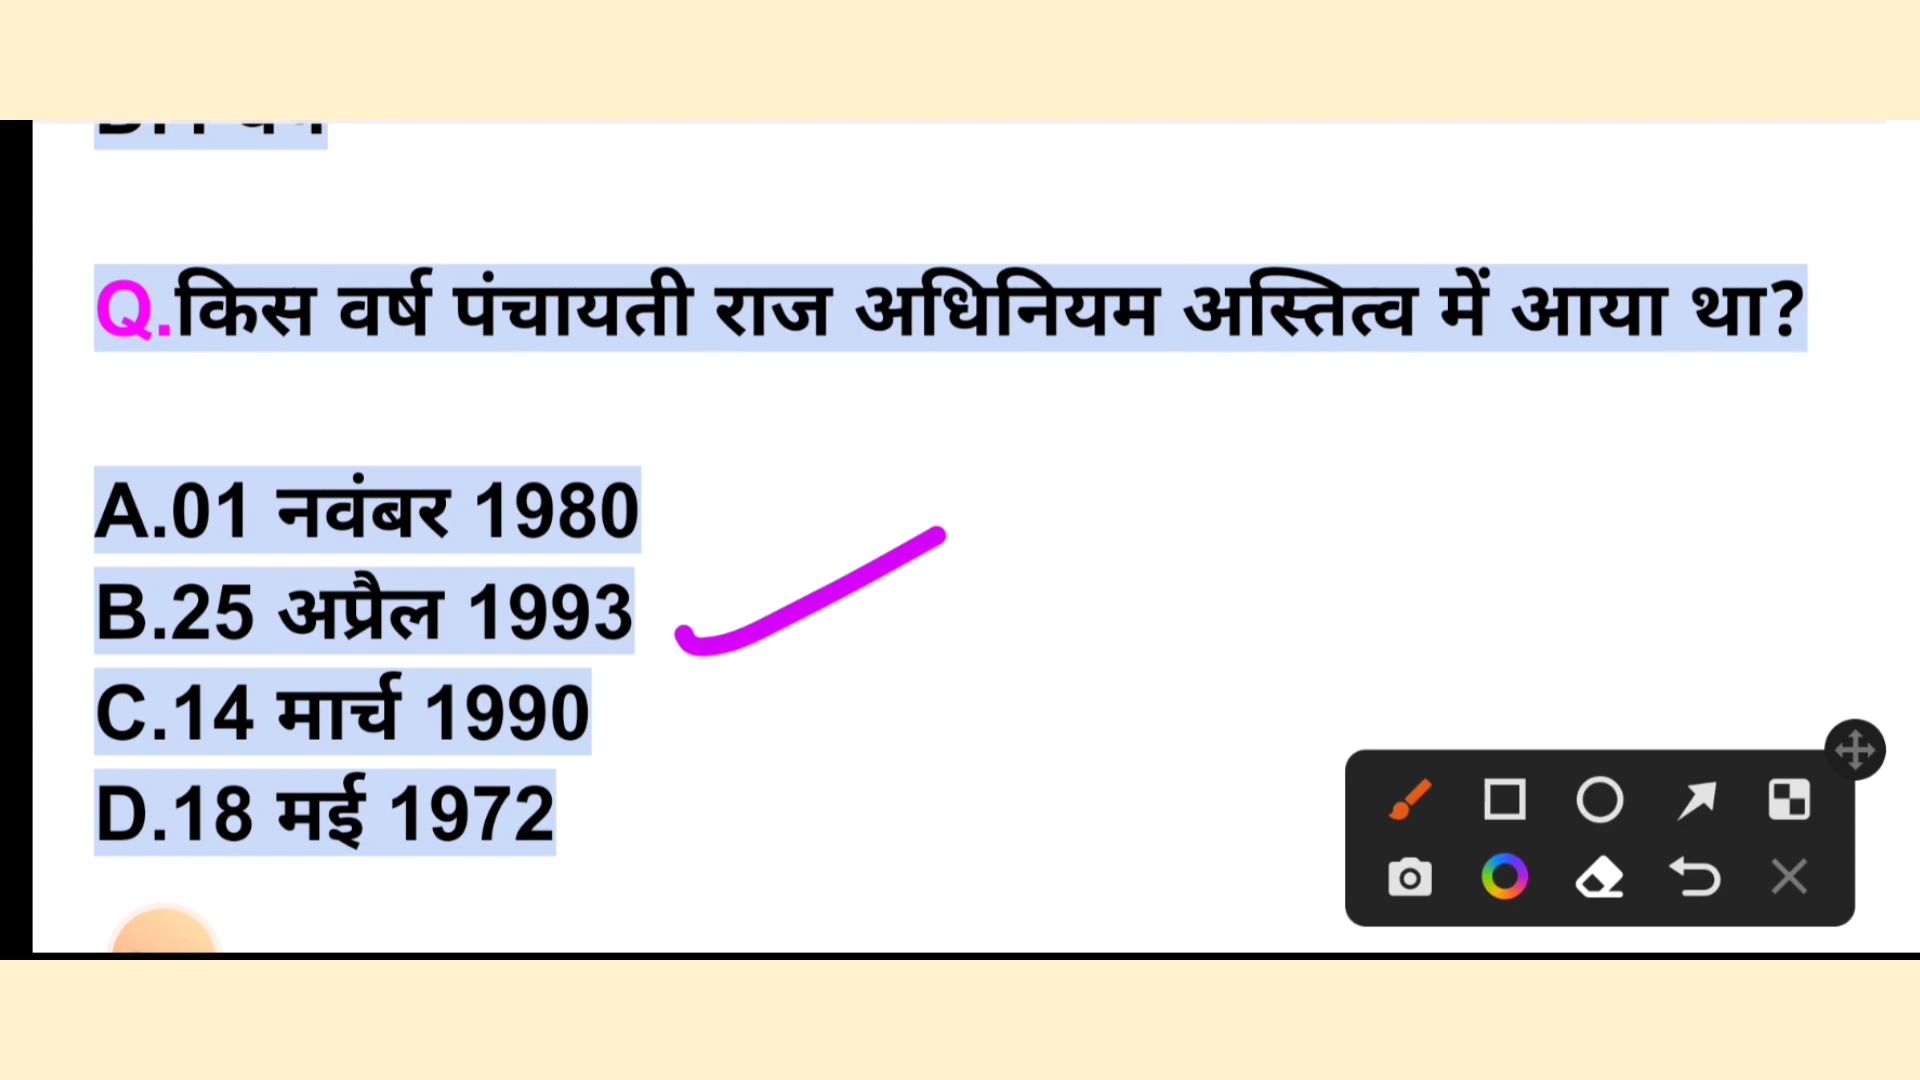 Q.किस वर्ष पंचायती राज अधिनियम अस्तित्व में आया था?
A.01 नवंबर 1980
B.25 अप्रैल 1993
C.14 मार्च 1990
D.18 मई 1972